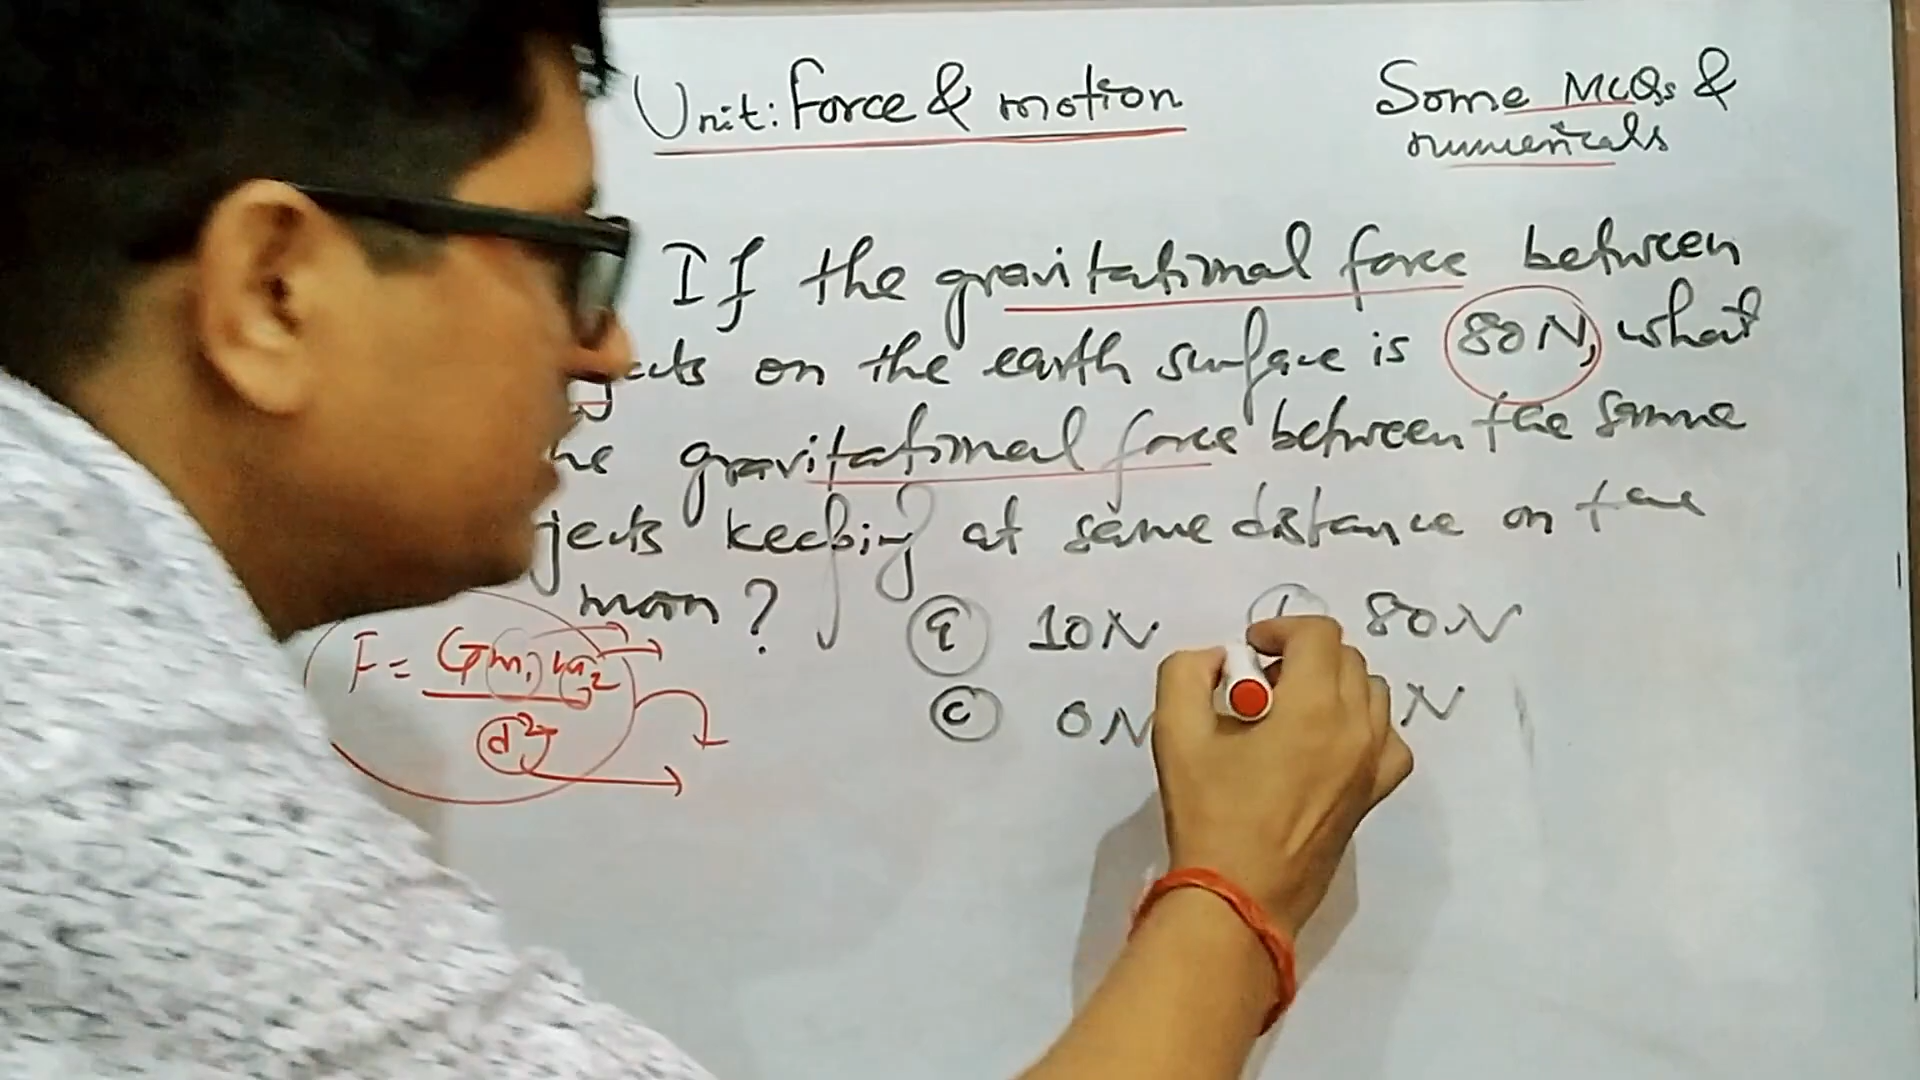 Unit: Force & motion
Some MCQs &
numericals
If the gravitational force between
on the earth surface is 80N, what
gravitational force between the same
keeping at same distance on the
moon?
a 10N 80N
c 0N N
F = Gm1m2
d2